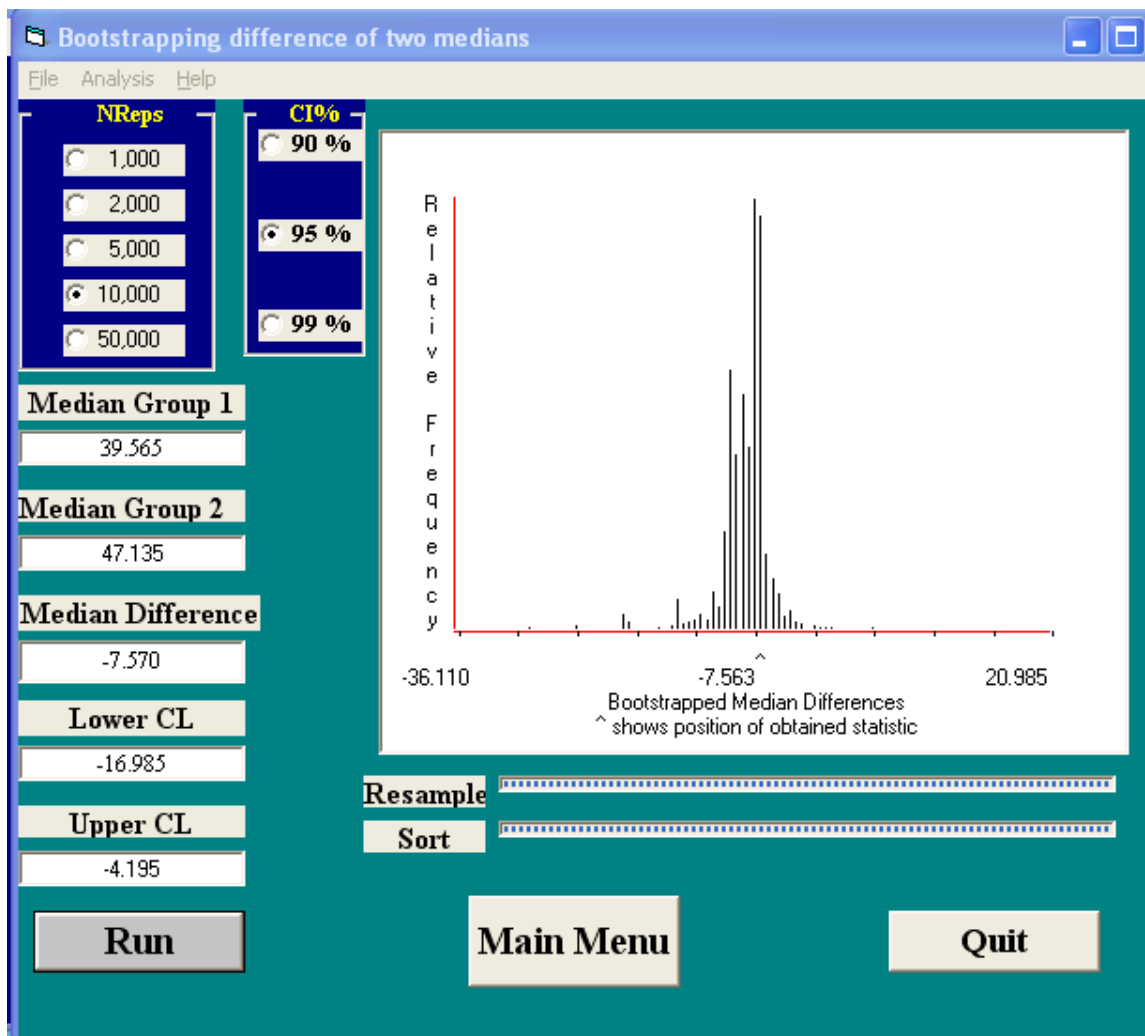 Bootstrapping difference of two medians
File Analysis Help
NReps
1,000
2,000
5,000
10,000
50,000
CI%
90 %
95 %
99 %
Median Group 1
39.565
Median Group 2
47.135
Median Difference
-7.570
Lower CL
-16.985
Upper CL
-4.195
Relative Frequency
^
-36.110 -7.563 20.985
Bootstrapped Median Differences
^ shows position of obtained statistic
Resample
Sort
Run
Main Menu
Quit